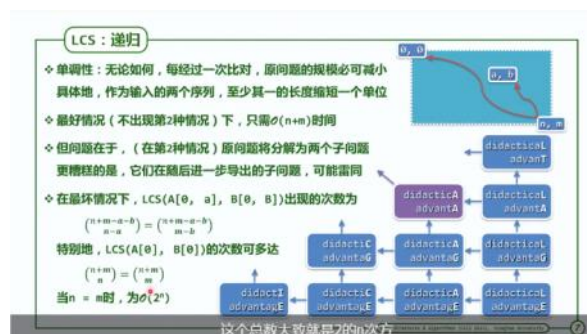 LCS：递归
❖ 单调性：无论如何，每经过一次比对，原问题的规模必可减小
具体地，作为输入的两个序列，至少其一的长度缩短一个单位
❖ 最好情况（不出现第2种情况）下，只需O(n+m)时间
❖ 但问题在于，（在第2种情况）原问题将分解为两个子问题
更糟糕的是，它们在随后进一步导出的子问题，可能雷同
❖ 在最坏情况下，LCS(A[0, a], B[0, B])出现的次数为
(n+m-a-b n-a) = (n+m-a-b m-b)
特别地，LCS(A[0], B[0])的次数可多达
(n+m n) = (n+m m)
当n = m时，为O(2ⁿ)
0, 0
a, b
n, m
didacticaL
advanT
didacticA
advantA
didacticaL
advantA
didactiC
advantaG
didacticA
advantaG
didacticaL
advantaG
didactI
advantagE
didactiC
advantagE
didacticA
advantagE
didacticaL
advantagE
这个总数大致就是2的n次方